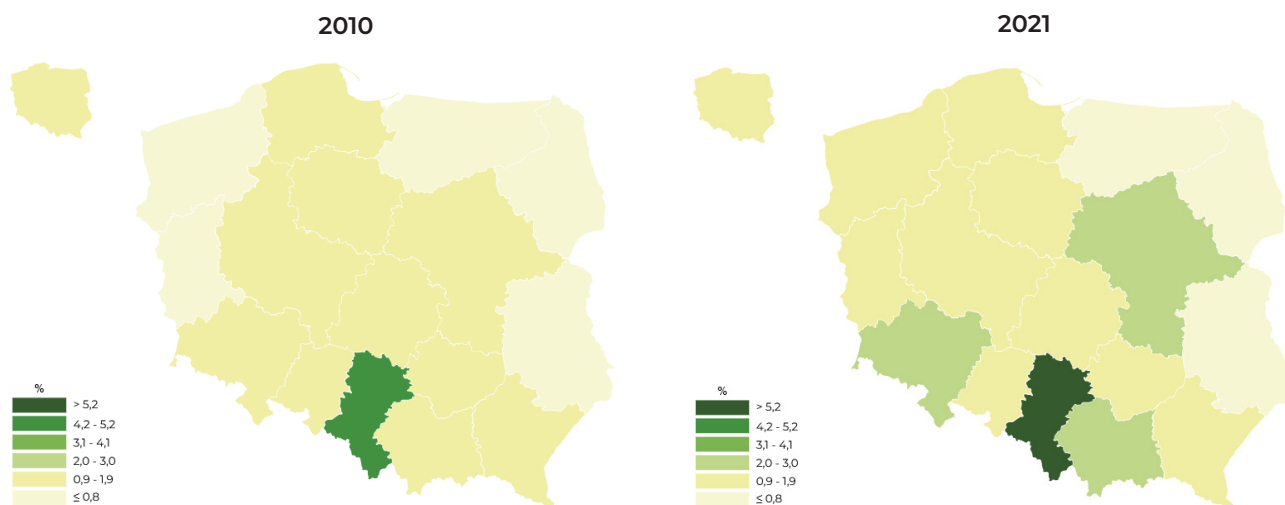 2010
%
> 5,2
4,2 - 5,2
3,1 - 4,1
2,0 - 3,0
0,9 - 1,9
≤ 0,8
2021
%
> 5,2
4,2 - 5,2
3,1 - 4,1
2,0 - 3,0
0,9 - 1,9
≤ 0,8